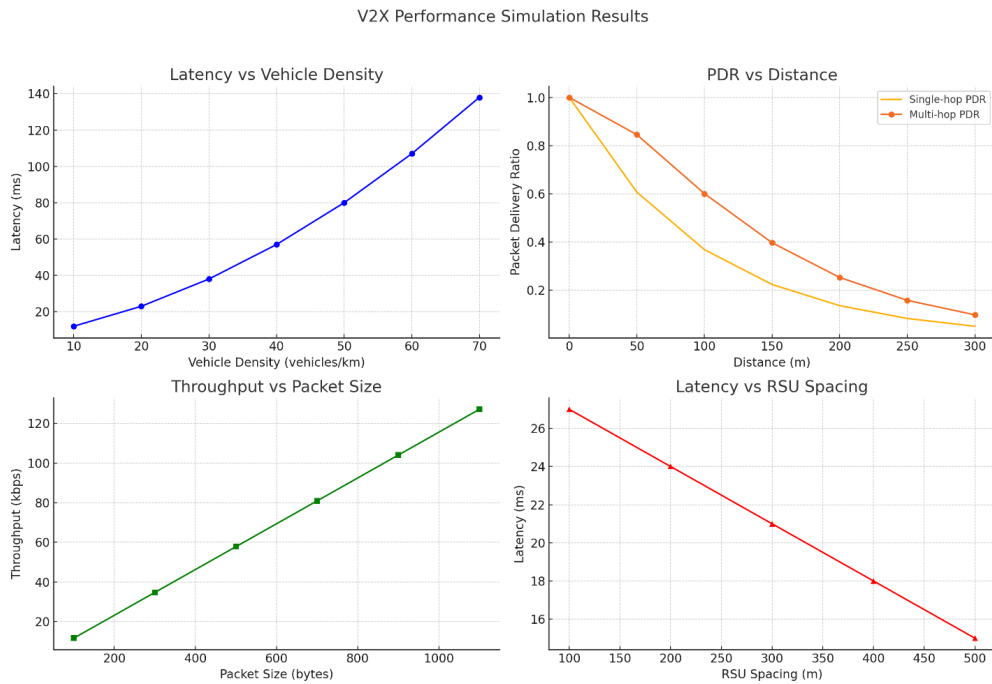 V2X Performance Simulation Results
Latency vs Vehicle Density
Latency (ms)
140
120
100
80
60
40
20
10 20 30 40 50 60 70
Vehicle Density (vehicles/km)
PDR vs Distance
Packet Delivery Ratio
1.0
0.8
0.6
0.4
0.2
Single-hop PDR
Multi-hop PDR
0 50 100 150 200 250 300
Distance (m)
Throughput vs Packet Size
Throughput (kbps)
120
100
80
60
40
20
200 400 600 800 1000
Packet Size (bytes)
Latency vs RSU Spacing
Latency (ms)
26
24
22
20
18
16
100 150 200 250 300 350 400 450 500
RSU Spacing (m)